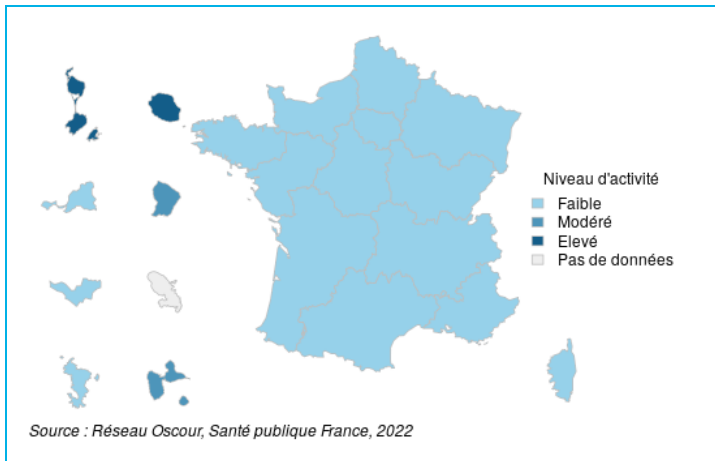 Niveau d'activité
Faible
Modéré
Elevé
Pas de données
Source : Réseau Oscour, Santé publique France, 2022